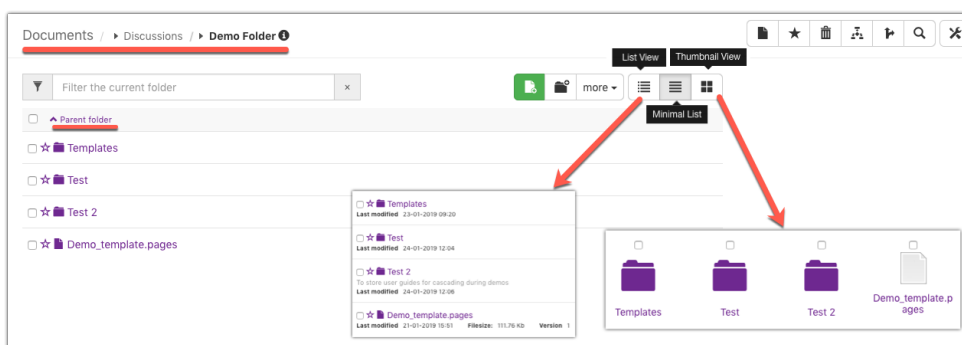 Documents / ▸ Discussions / ▸ Demo Folder
List View
Thumbnail View
Filter the current folder
×
more
Minimal List
Parent folder
Templates
Test
Test 2
Demo_template.pages
Templates
Last modified 23-01-2019 09:20
Test
Last modified 24-01-2019 12:04
Test 2
To store user guides for cascading during demos
Last modified 24-01-2019 12:06
Demo_template.pages
Last modified 21-01-2019 15:51 Filesize: 111.76 Kb Version 1
Templates
Test
Test 2
Demo_template.p
ages